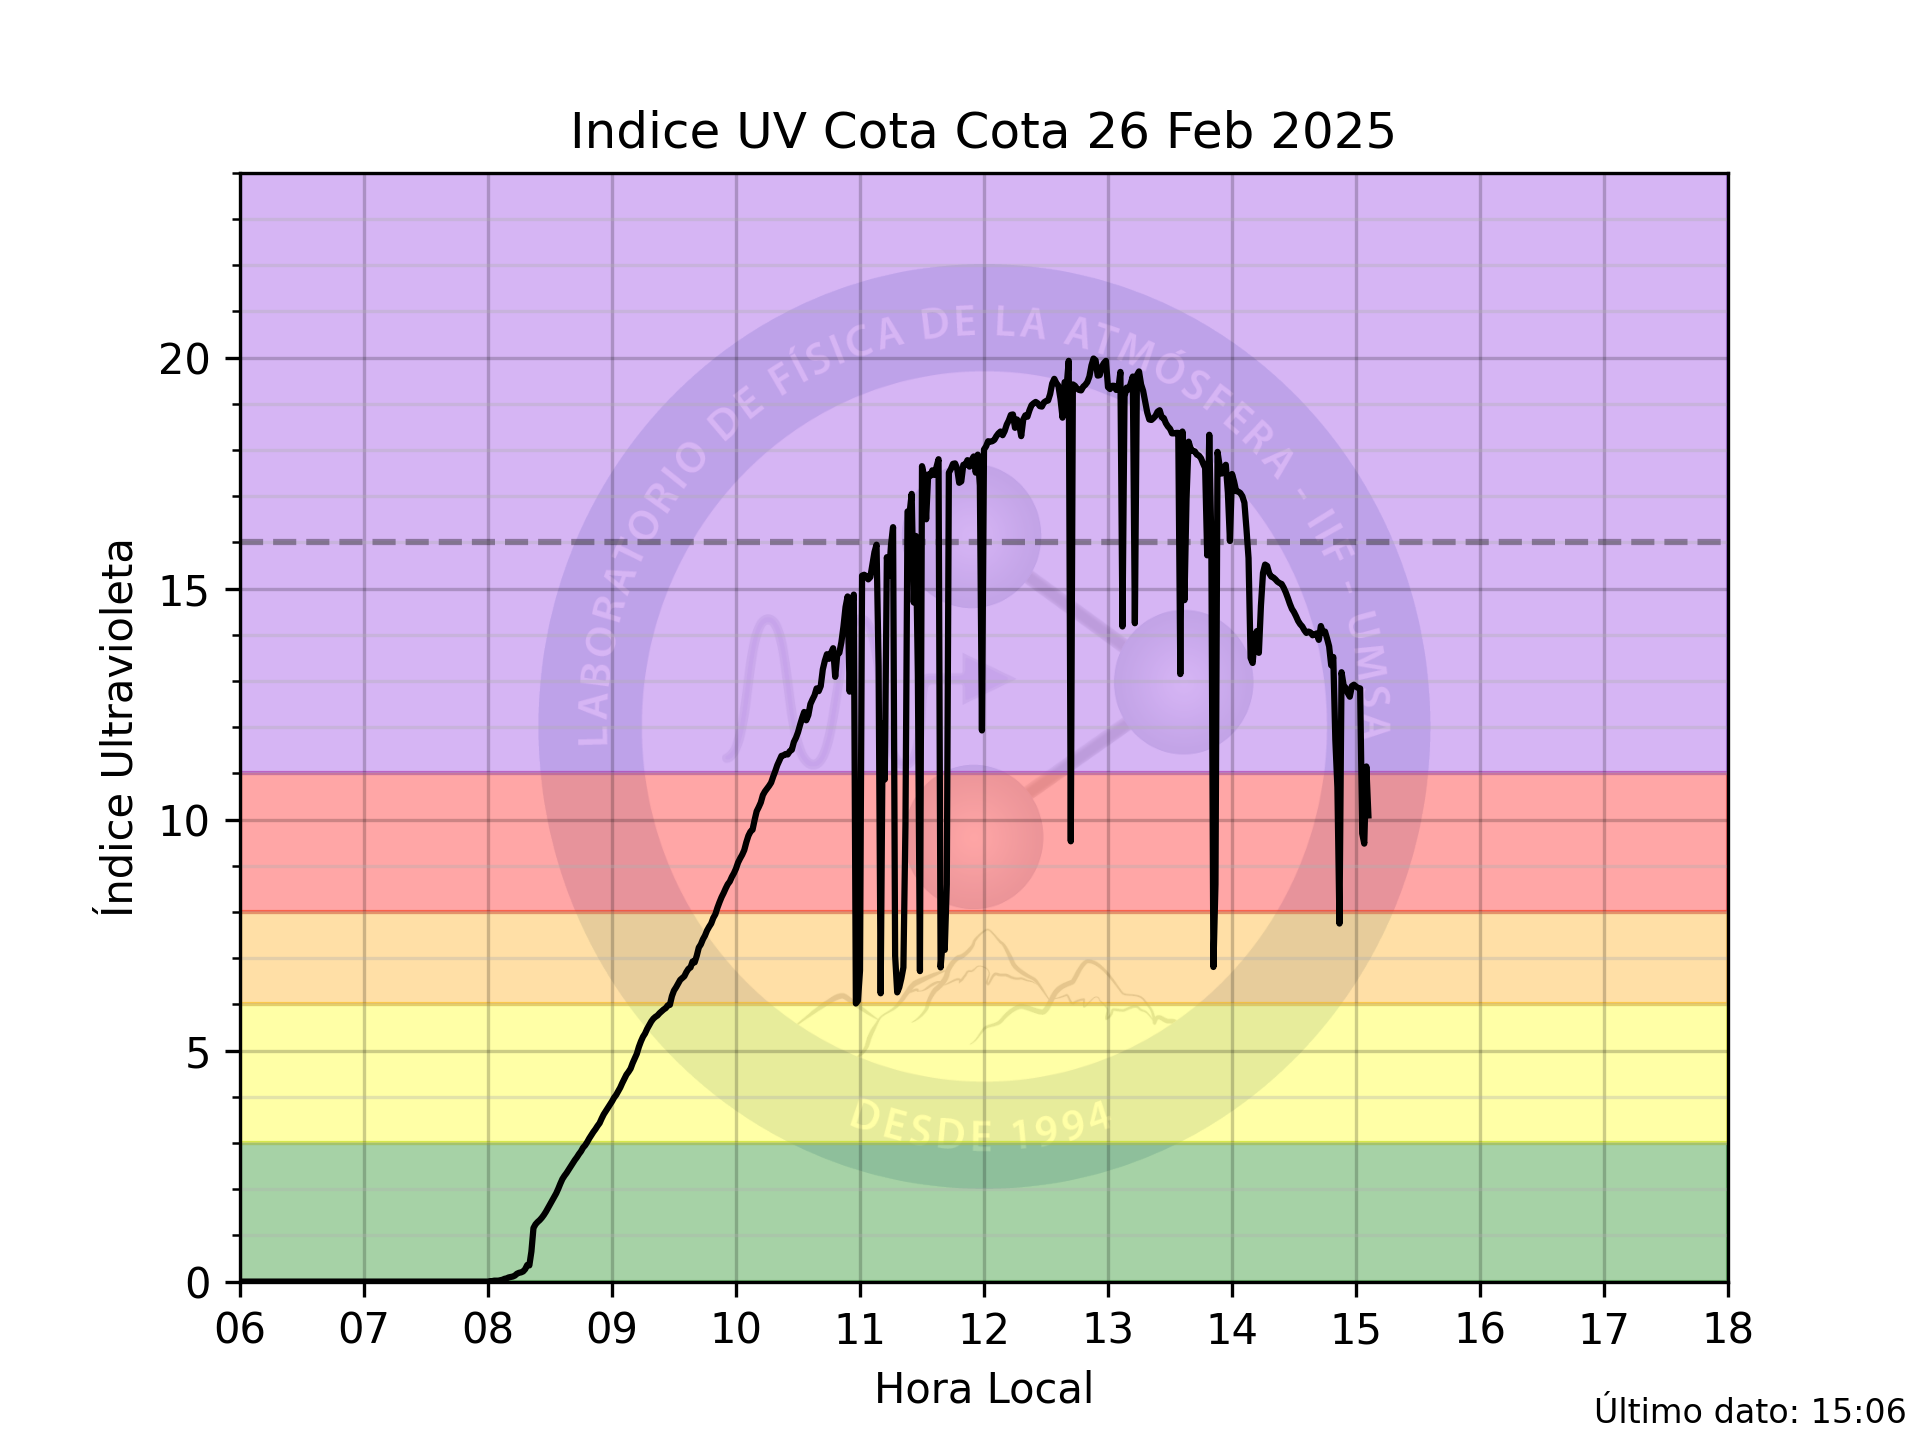 Indice UV Cota Cota 26 Feb 2025
LABORATORIO DE FÍSICA DE LA ATMÓSFERA - IIF - UMSA
DESDE 1994
Índice Ultravioleta
20
15
10
5
0
06 07 08 09 10 11 12 13 14 15 16 17 18
Hora Local
Último dato: 15:06